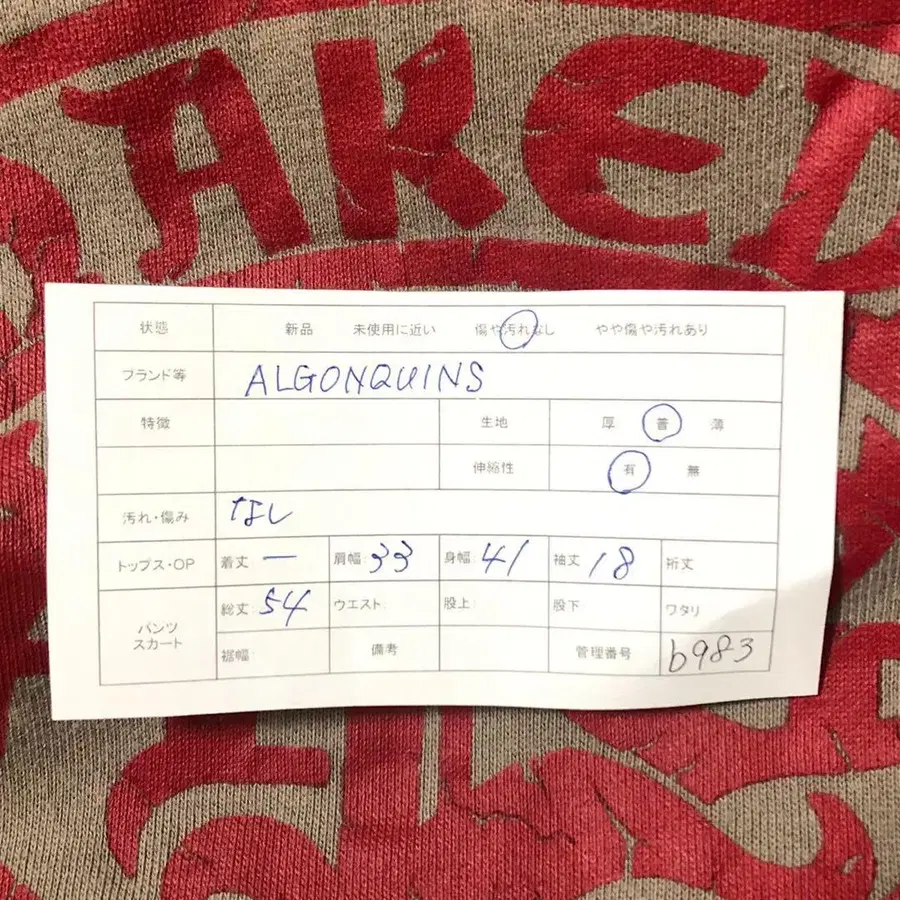 AKED
状態 新品 未使用に近い 傷や汚れなし やや傷や汚れあり
ブランド等 ALGONQUINS
特徴 生地 厚 普 薄
伸縮性 有 無
汚れ・傷み なし
トップス・OP 着丈 ー 肩幅 33 身幅 41 袖丈 18 裄丈
パンツ スカート 総丈 54 ウエスト: 股上: 股下 ワタリ
裾幅 備考 管理番号 b983